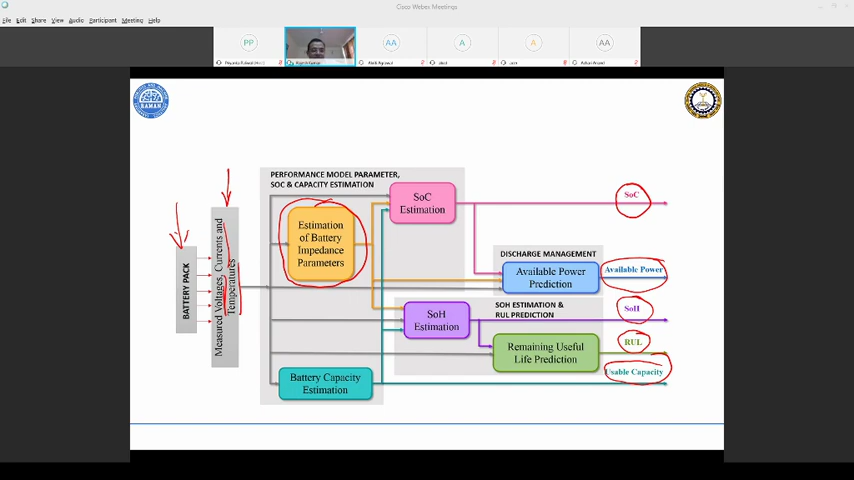 Cisco Webex Meetings
File Edit Share View Audio Participant Meeting Help
PP
AA
A
A
AA
RAMAN
PERFORMANCE MODEL PARAMETER,
SOC & CAPACITY ESTIMATION
SoC
Estimation
SoC
Estimation
of Battery
Impedance
Parameters
BATTERY PACK
Measured Voltages, Currents and
Temperatures
DISCHARGE MANAGEMENT
Available Power
Prediction
Available Power
SOH ESTIMATION &
RUL PREDICTION
SoH
Estimation
SoH
Remaining Useful
Life Prediction
RUL
Battery Capacity
Estimation
Usable Capacity